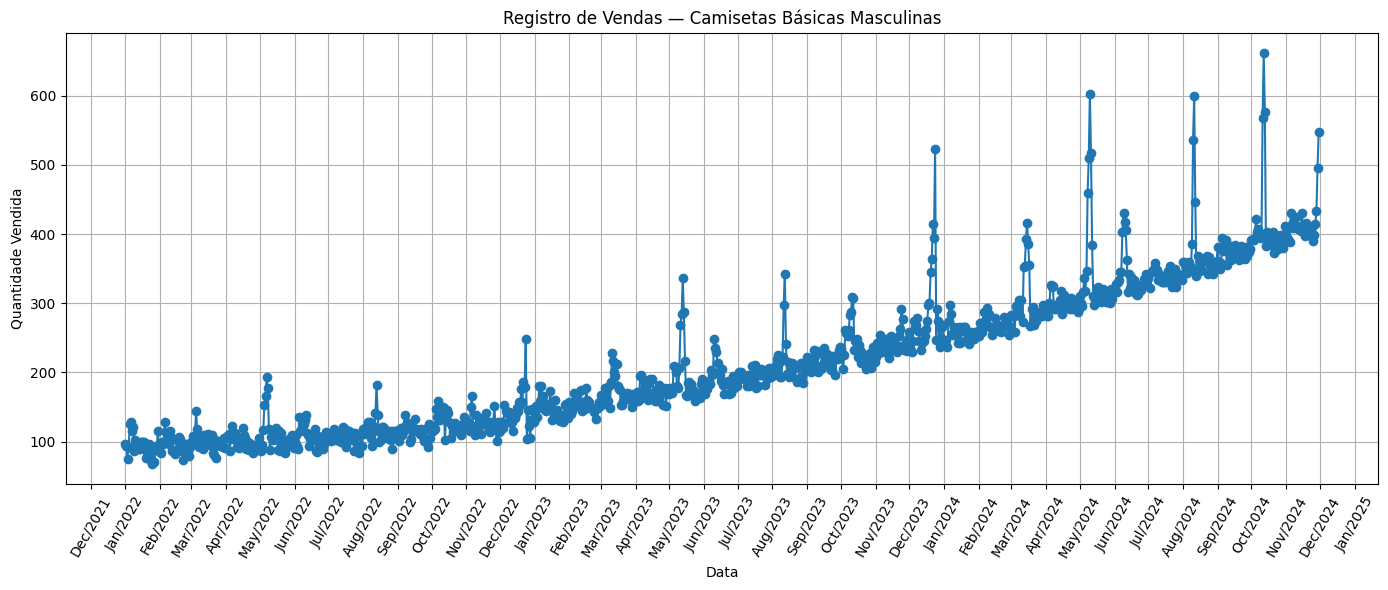 Registro de Vendas — Camisetas Básicas Masculinas
Quantidade Vendida
600
500
400
300
200
100
Dec/2021
Jan/2022
Feb/2022
Mar/2022
Apr/2022
May/2022
Jun/2022
Jul/2022
Aug/2022
Sep/2022
Oct/2022
Nov/2022
Dec/2022
Jan/2023
Feb/2023
Mar/2023
Apr/2023
May/2023
Jun/2023
Jul/2023
Aug/2023
Sep/2023
Oct/2023
Nov/2023
Dec/2023
Jan/2024
Feb/2024
Mar/2024
Apr/2024
May/2024
Jun/2024
Jul/2024
Aug/2024
Sep/2024
Oct/2024
Nov/2024
Dec/2024
Jan/2025
Data